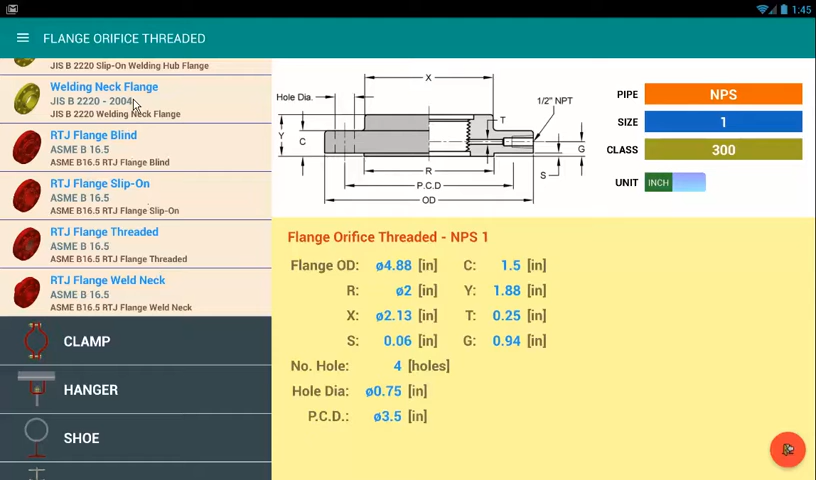 1:45
FLANGE ORIFICE THREADED
JIS B 2220 Slip-On Welding Hub Flange
Welding Neck Flange
JIS B 2220 - 2004
JIS B 2220 Welding Neck Flange
RTJ Flange Blind
ASME B 16.5
ASME B16.5 RTJ Flange Blind
RTJ Flange Slip-On
ASME B 16.5
ASME B16.5 RTJ Flange Slip-On
RTJ Flange Threaded
ASME B 16.5
ASME B16.5 RTJ Flange Threaded
RTJ Flange Weld Neck
ASME B 16.5
ASME B16.5 RTJ Flange Weld Neck
CLAMP
HANGER
SHOE
X
Hole Dia.
1/2" NPT
T
Y
C
G
S
R
P.C.D
OD
PIPE NPS
SIZE 1
CLASS 300
UNIT INCH
Flange Orifice Threaded - NPS 1
Flange OD: ø4.88 [in] C: 1.5 [in]
R: ø2 [in] Y: 1.88 [in]
X: ø2.13 [in] T: 0.25 [in]
S: 0.06 [in] G: 0.94 [in]
No. Hole: 4 [holes]
Hole Dia: ø0.75 [in]
P.C.D.: ø3.5 [in]